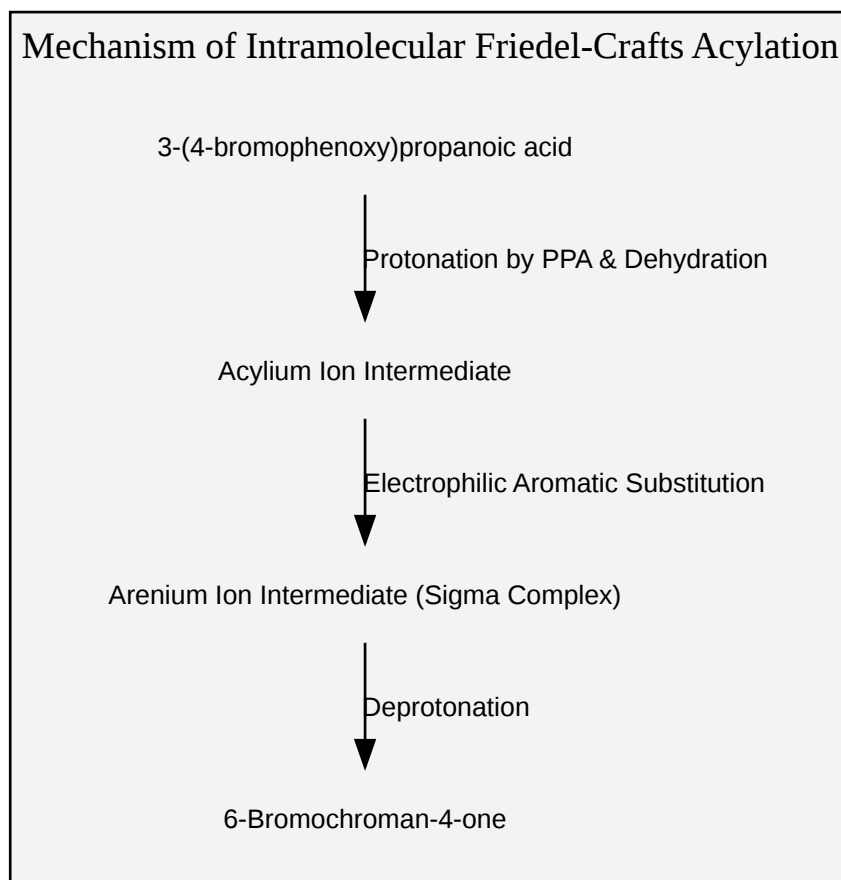 Mechanism of Intramolecular Friedel-Crafts Acylation
3-(4-bromophenoxy)propanoic acid
Protonation by PPA & Dehydration
Acylium Ion Intermediate
Electrophilic Aromatic Substitution
Arenium Ion Intermediate (Sigma Complex)
Deprotonation
6-Bromochroman-4-one